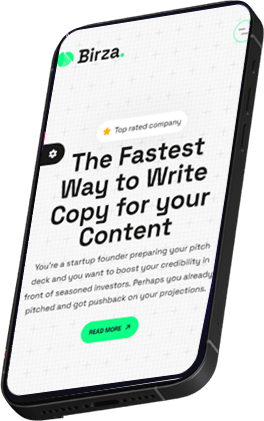 Birza.
Top rated company
The Fastest
Way to Write
Copy for your
Content
You're a startup founder preparing your pitch
deck and you want to boost your credibility in
front of seasoned investors. Perhaps you already
pitched and got pushback on your projections.
READ MORE